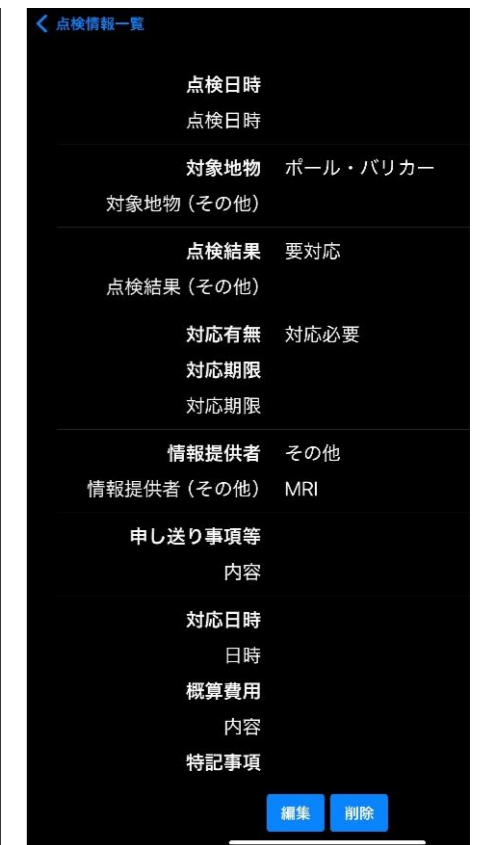 点検情報一覧
点検日時
点検日時
対象地物 ポール・バリカー
対象地物（その他）
点検結果 要対応
点検結果（その他）
対応有無 対応必要
対応期限
対応期限
情報提供者 その他
情報提供者（その他） MRI
申し送り事項等
内容
対応日時
日時
概算費用
内容
特記事項
編集 削除